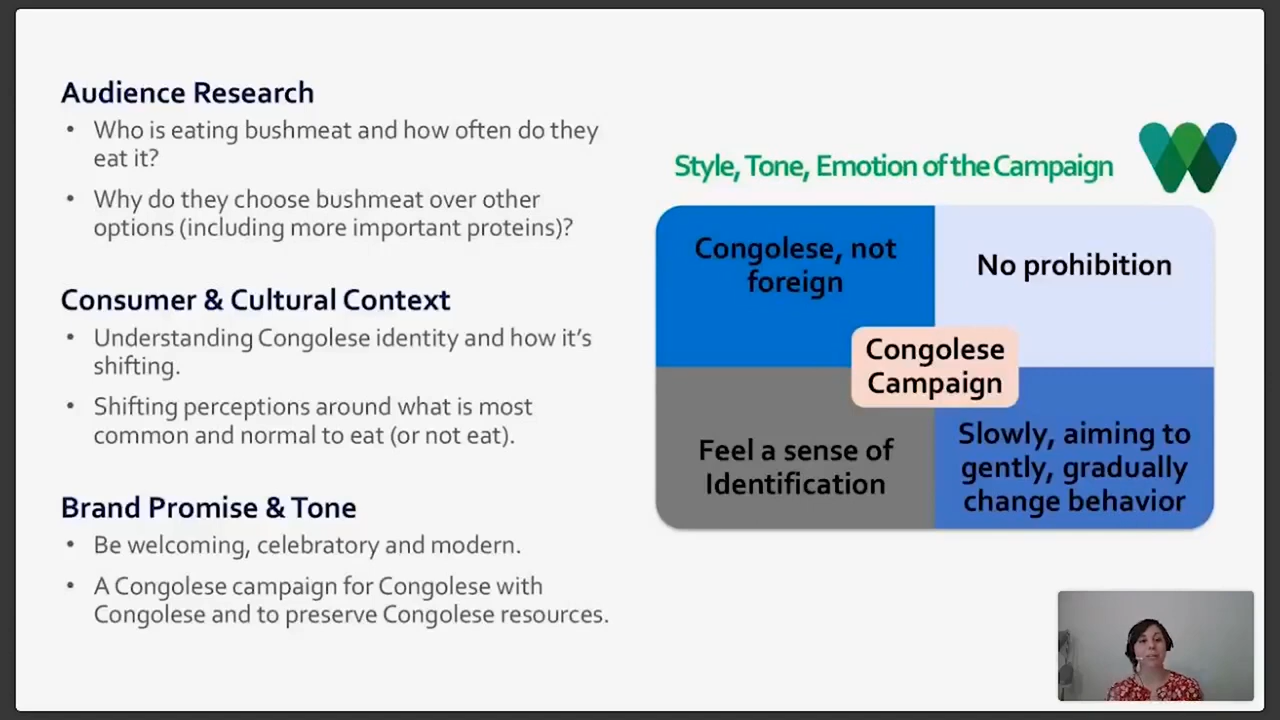 Audience Research
• Who is eating bushmeat and how often do they
eat it?
• Why do they choose bushmeat over other
options (including more important proteins)?
Consumer & Cultural Context
• Understanding Congolese identity and how it's
shifting.
• Shifting perceptions around what is most
common and normal to eat (or not eat).
Brand Promise & Tone
• Be welcoming, celebratory and modern.
• A Congolese campaign for Congolese with
Congolese and to preserve Congolese resources.
Style, Tone, Emotion of the Campaign
Congolese, not
foreign
No prohibition
Congolese
Campaign
Feel a sense of
Identification
Slowly, aiming to
gently, gradually
change behavior